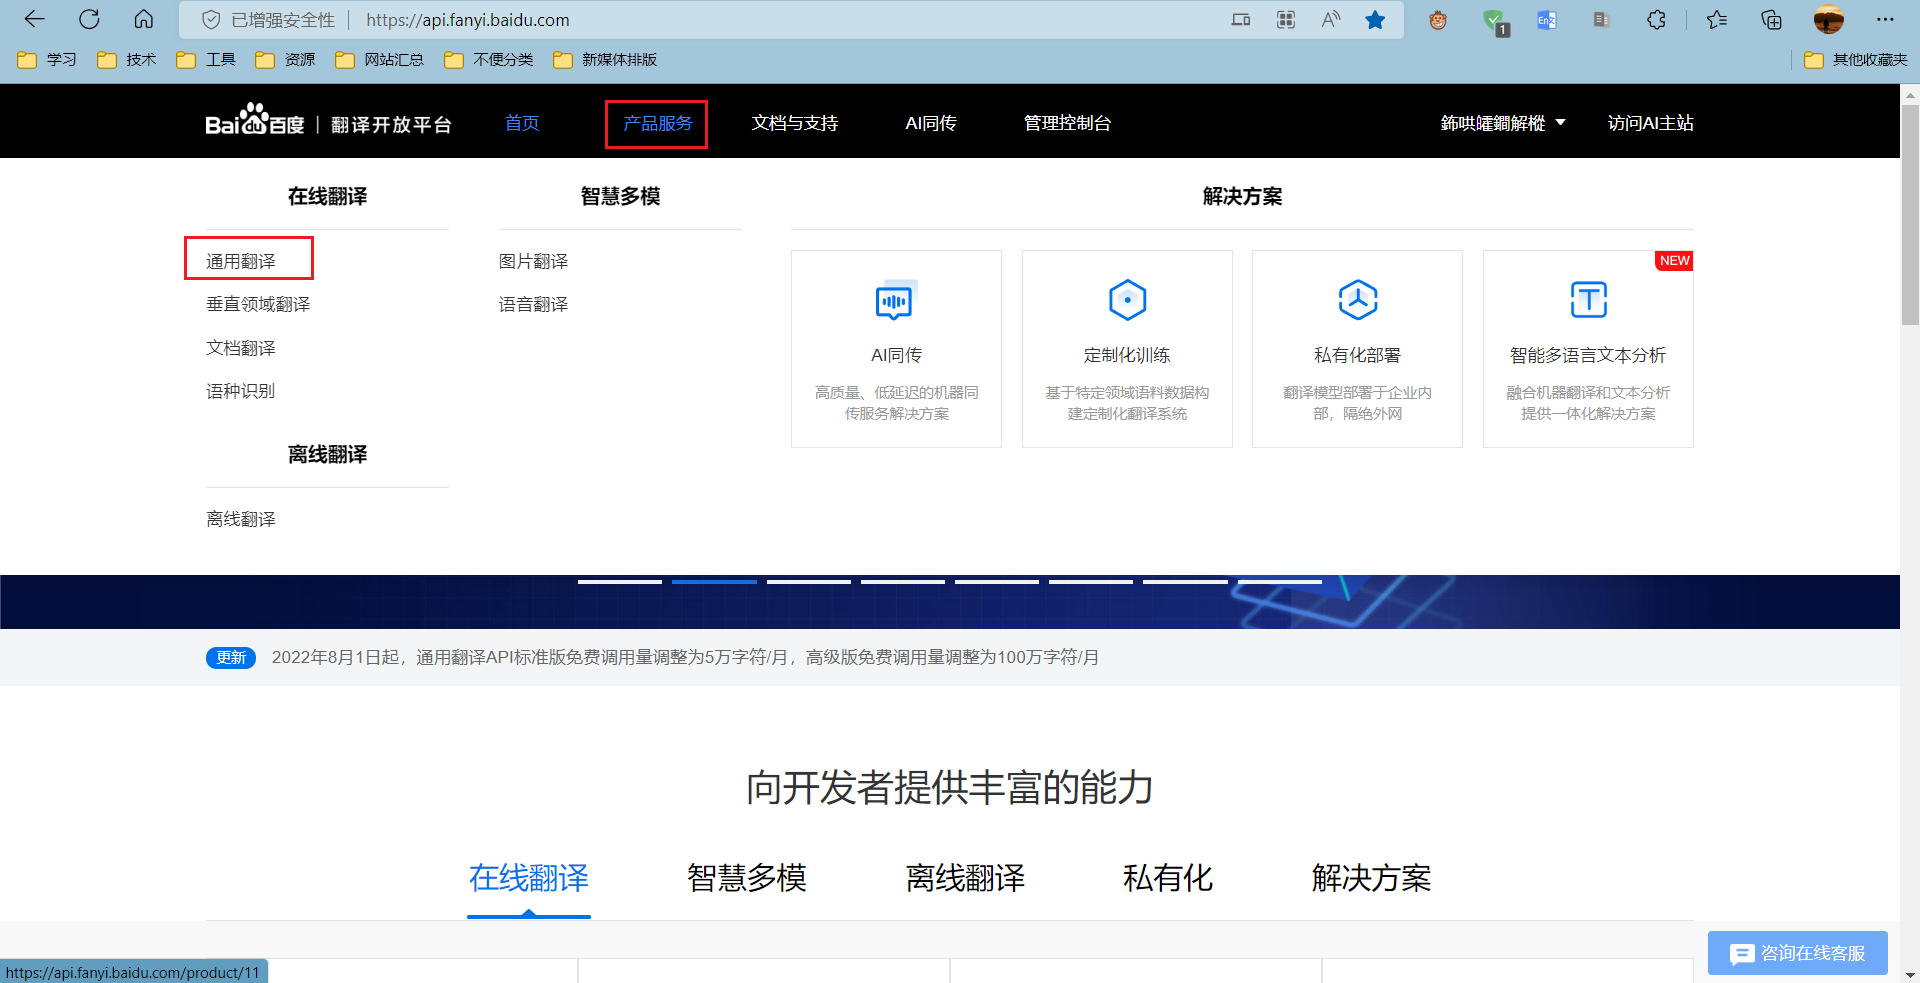 已增强安全性 https://api.fanyi.baidu.com
1
学习 技术 工具 资源 网站汇总 不便分类 新媒体排版 其他收藏夹
Baidu百度 | 翻译开放平台 首页 产品服务 文档与支持 AI同传 管理控制台 访问AI主站
在线翻译 智慧多模 解决方案
通用翻译 图片翻译 NEW
垂直领域翻译 语音翻译
AI同传 定制化训练 私有化部署 智能多语言文本分析
文档翻译
语种识别
高质量、低延迟的机器同
传服务解决方案
基于特定领域语料数据构
建定制化翻译系统
翻译模型部署于企业内
部，隔绝外网
融合机器翻译和文本分析
提供一体化解决方案
离线翻译
离线翻译
更新 2022年8月1日起，通用翻译API标准版免费调用量调整为5万字符/月，高级版免费调用量调整为100万字符/月
向开发者提供丰富的能力
在线翻译 智慧多模 离线翻译 私有化 解决方案
咨询在线客服
https://api.fanyi.baidu.com/product/11